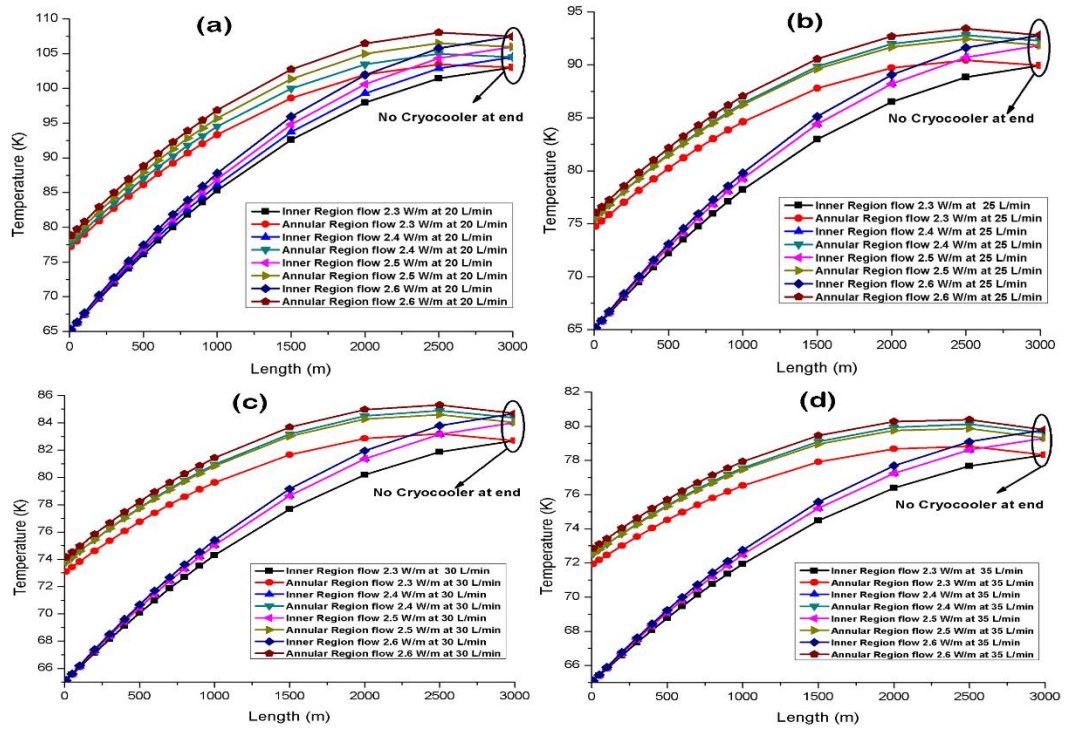 (a)
Temperature (K)
110
105
100
95
90
85
80
75
70
65
No Cryocooler at end
Inner Region flow 2.3 W/m at 20 L/min
Annular Region flow 2.3 W/m at 20 L/min
Inner Region flow 2.4 W/m at 20 L/min
Annular Region flow 2.4 W/m at 20 L/min
Inner Region flow 2.5 W/m at 20 L/min
Annular Region flow 2.5 W/m at 20 L/min
Inner Region flow 2.6 W/m at 20 L/min
Annular Region flow 2.6 W/m at 20 L/min
0 500 1000 1500 2000 2500 3000
Length (m)
(b)
Temperature (K)
95
90
85
80
75
70
65
No Cryocooler at end
Inner Region flow 2.3 W/m at 25 L/min
Annular Region flow 2.3 W/m at 25 L/min
Inner Region flow 2.4 W/m at 25 L/min
Annular Region flow 2.4 W/m at 25 L/min
Inner Region flow 2.5 W/m at 25 L/min
Annular Region flow 2.5 W/m at 25 L/min
Inner Region flow 2.6 W/m at 25 L/min
Annular Region flow 2.6 W/m at 25 L/min
0 500 1000 1500 2000 2500 3000
Length (m)
(c)
Temperature (K)
86
84
82
80
78
76
74
72
70
68
66
No Cryocooler at end
Inner Region flow 2.3 W/m at 30 L/min
Annular Region flow 2.3 W/m at 30 L/min
Inner Region flow 2.4 W/m at 30 L/min
Annular Region flow 2.4 W/m at 30 L/min
Inner Region flow 2.5 W/m at 30 L/min
Annular Region flow 2.5 W/m at 30 L/min
Inner Region flow 2.6 W/m at 30 L/min
Annular Region flow 2.6 W/m at 30 L/min
0 500 1000 1500 2000 2500 3000
Length (m)
(d)
Temperature (K)
82
80
78
76
74
72
70
68
66
No Cryocooler at end
Inner Region flow 2.3 W/m at 35 L/min
Annular Region flow 2.3 W/m at 35 L/min
Inner Region flow 2.4 W/m at 35 L/min
Annular Region flow 2.4 W/m at 35 L/min
Inner Region flow 2.5 W/m at 35 L/min
Annular Region flow 2.5 W/m at 35 L/min
Inner Region flow 2.6 W/m at 35 L/min
Annular Region flow 2.6 W/m at 35 L/min
0 500 1000 1500 2000 2500 3000
Length (m)